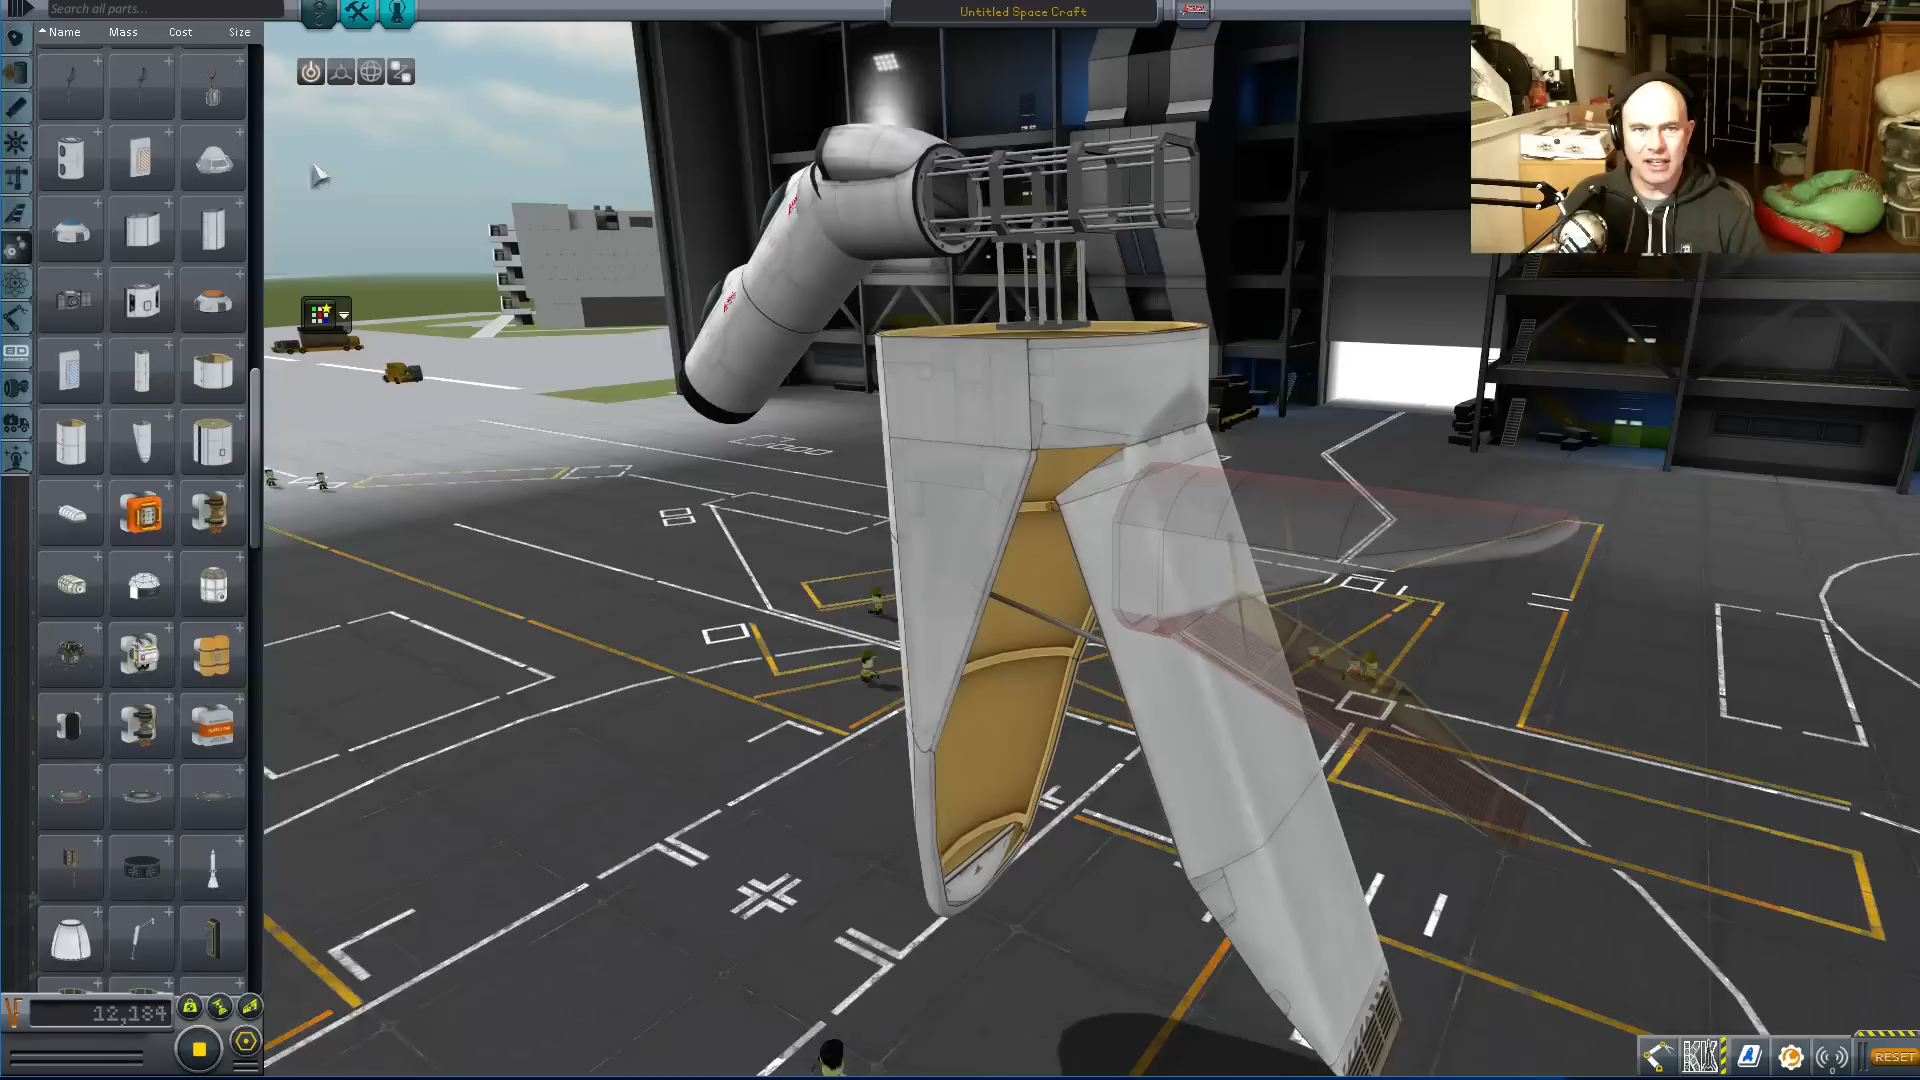 Search all parts...
Untitled Space Craft
Name Mass Cost Size
12,184
RESET